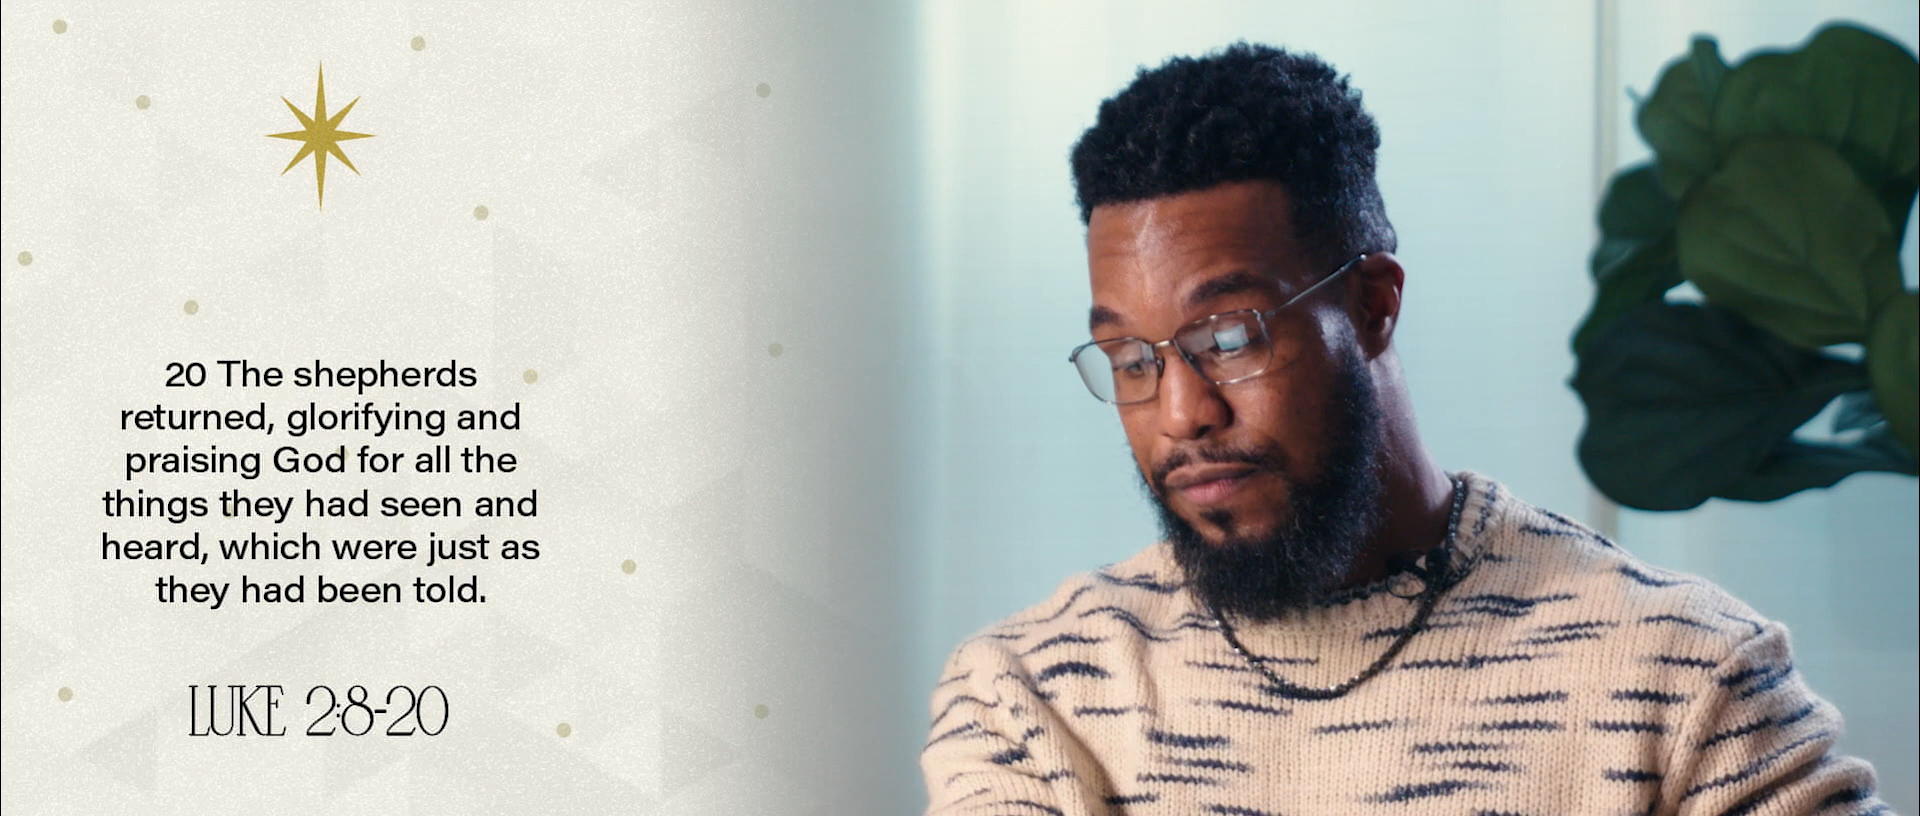 20 The shepherds
returned, glorifying and
praising God for all the
things they had seen and
heard, which were just as
they had been told.
LUKE 2:8-20